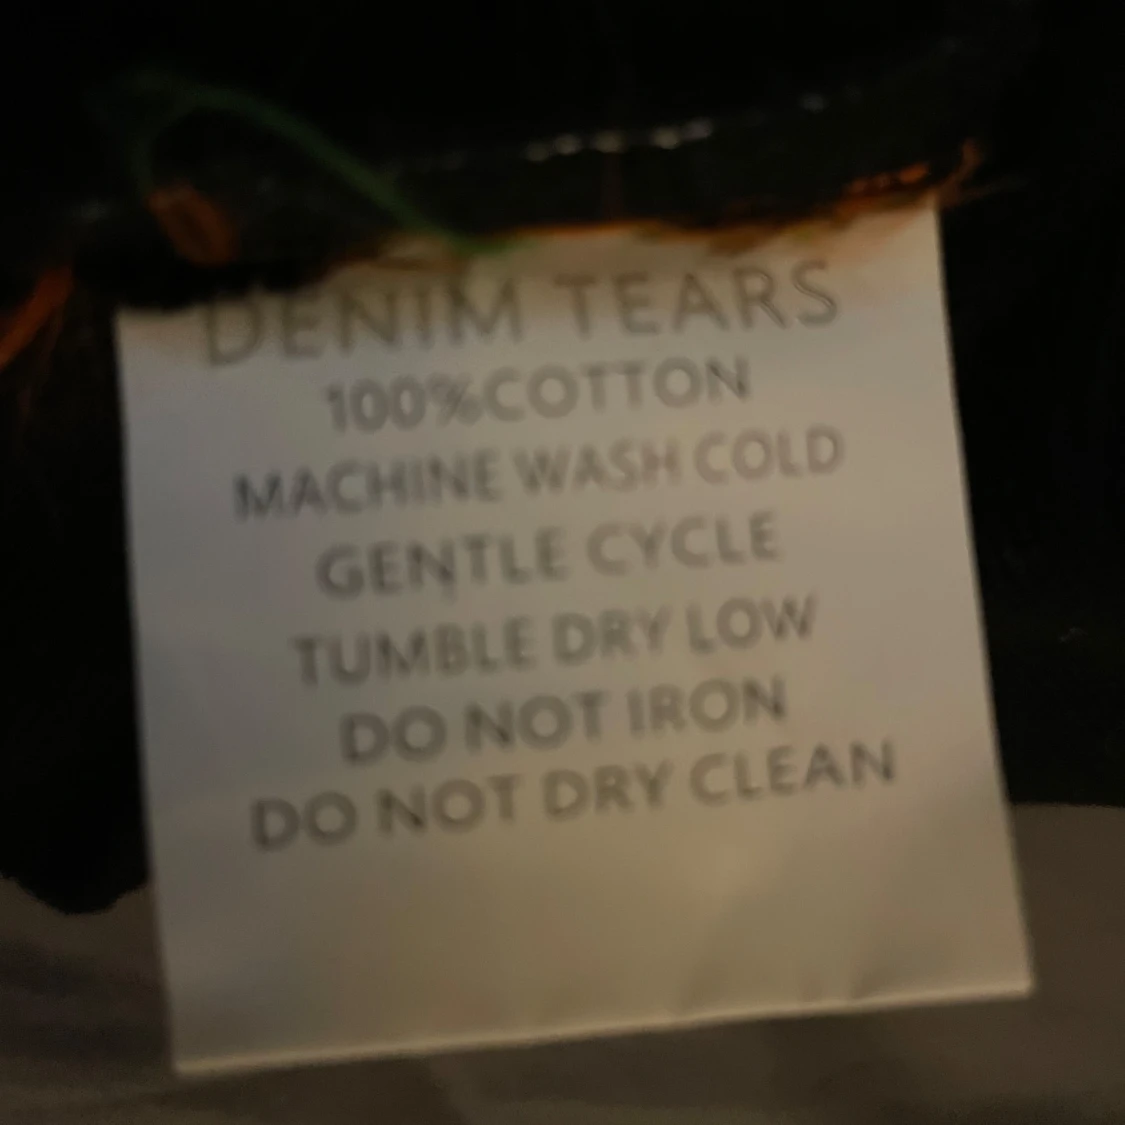 DENIM TEARS
100%COTTON
MACHINE WASH COLD
GENTLE CYCLE
TUMBLE DRY LOW
DO NOT IRON
DO NOT DRY CLEAN